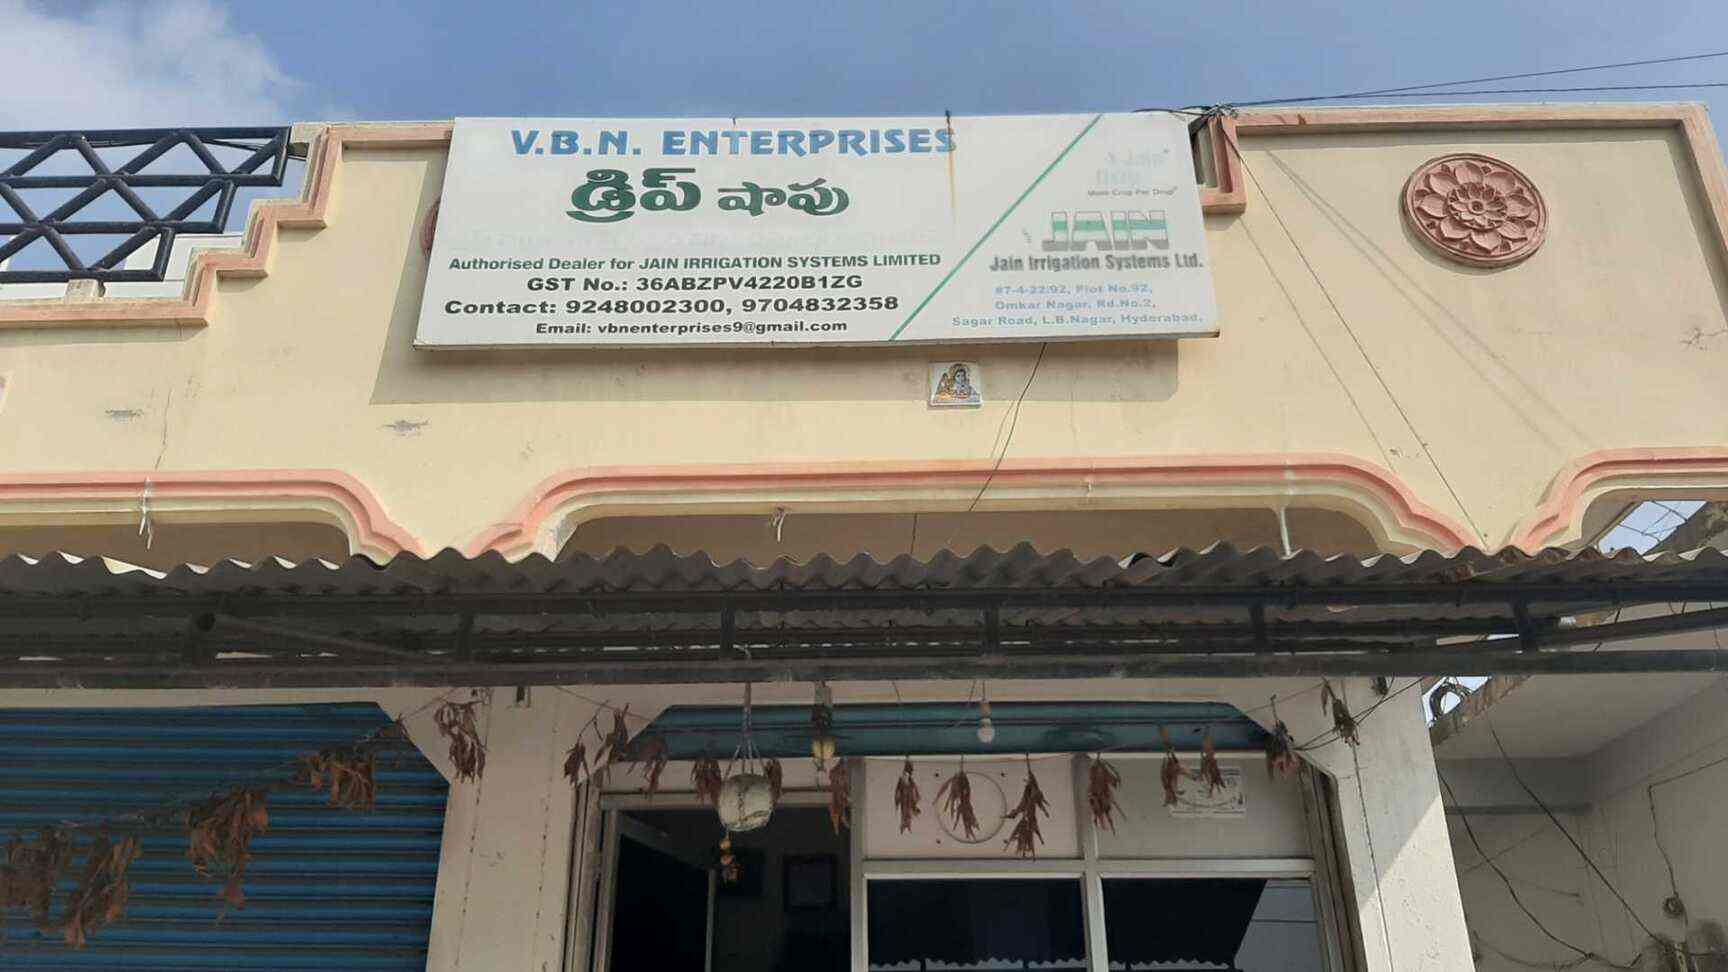 V.B.N. ENTERPRISES
డ్రిప్ షాపు
Authorised Dealer for JAIN IRRIGATION SYSTEMS LIMITED
GST No.: 36ABZPV4220B1ZG
Contact: 9248002300, 9704832358
Email: vbnenterprises9@gmail.com
More Crop Per Drop
JAIN
Jain Irrigation Systems Ltd.
#7-4-22/92, Plot No.92,
Omkar Nagar, Rd.No.2,
Sagar Road, L.B.Nagar, Hyderabad.